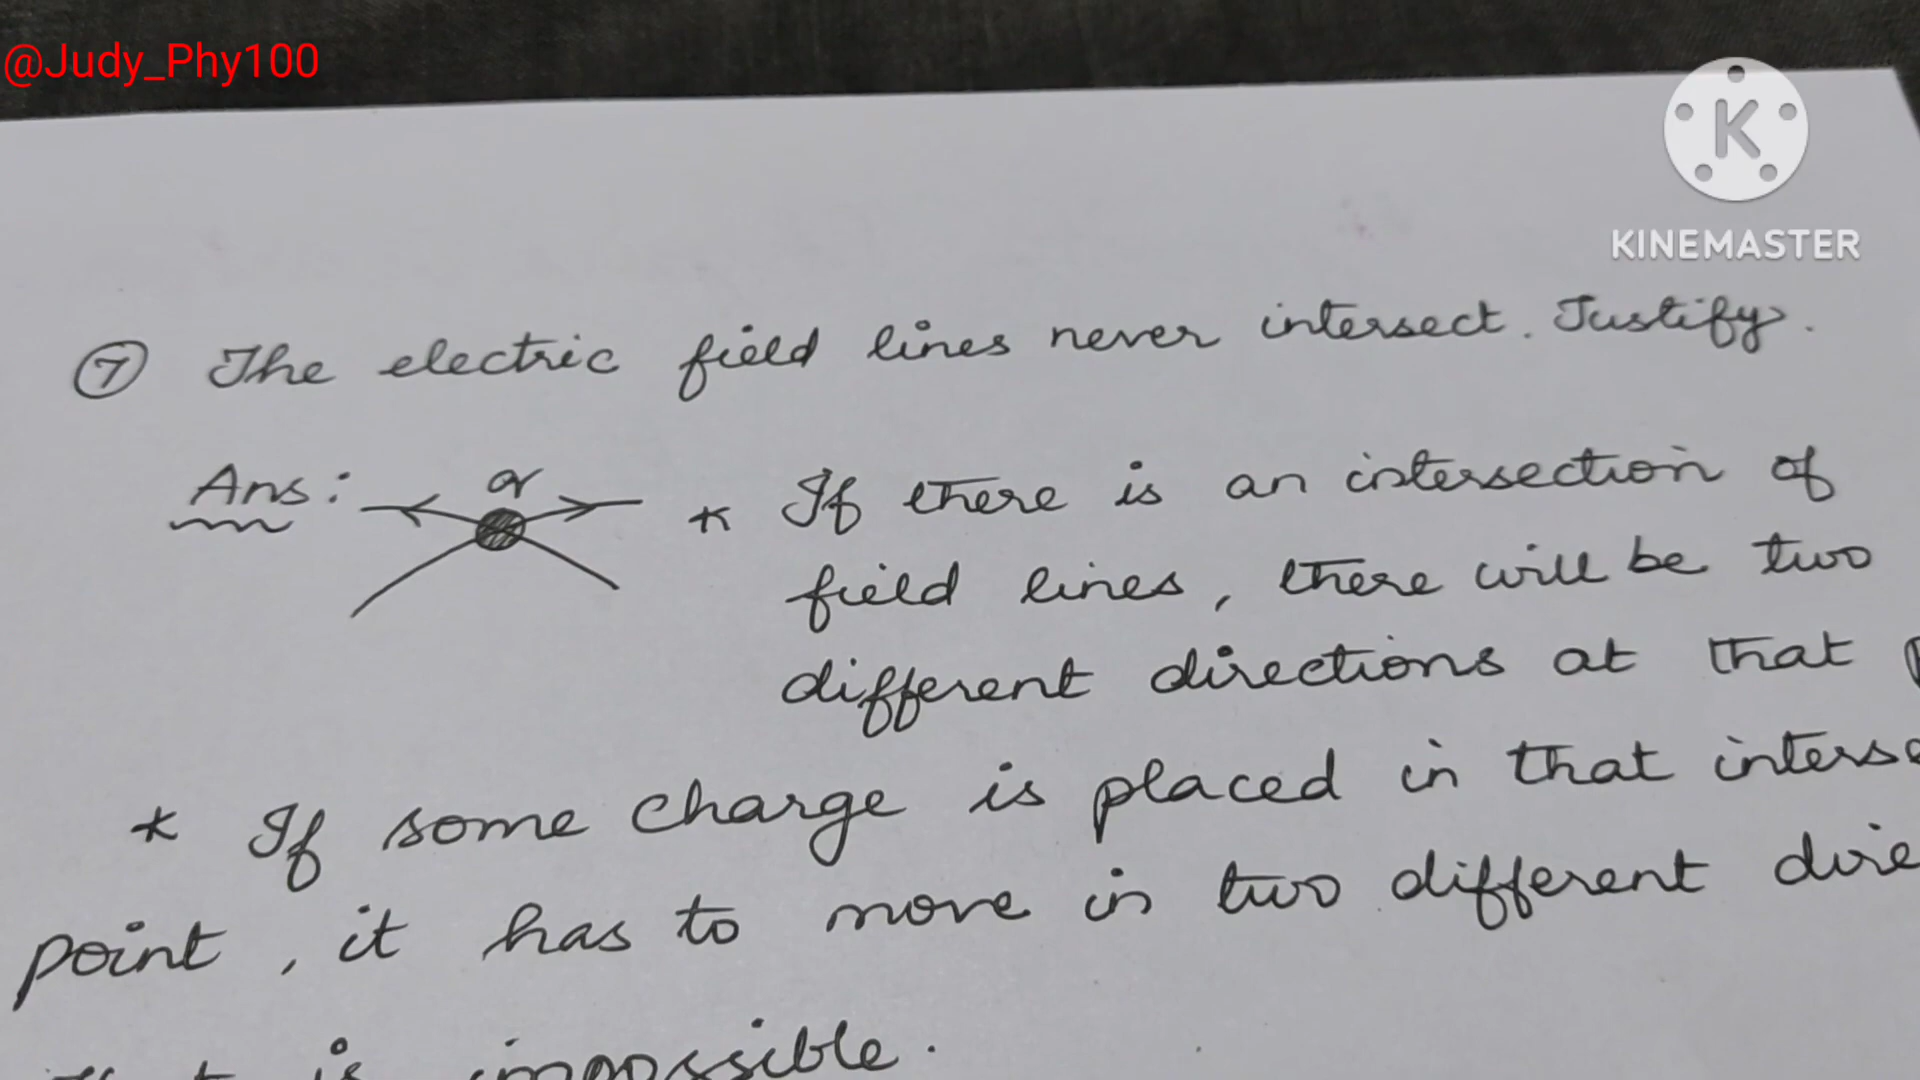 @Judy_Phy100
K
KINEMASTER
⑦ The electric field lines never intersect. Justify.
Ans:
* If there is an intersection of
field lines, there will be two
different directions at that
* If some charge is placed in that
point, it has to move in two different
is impossible.